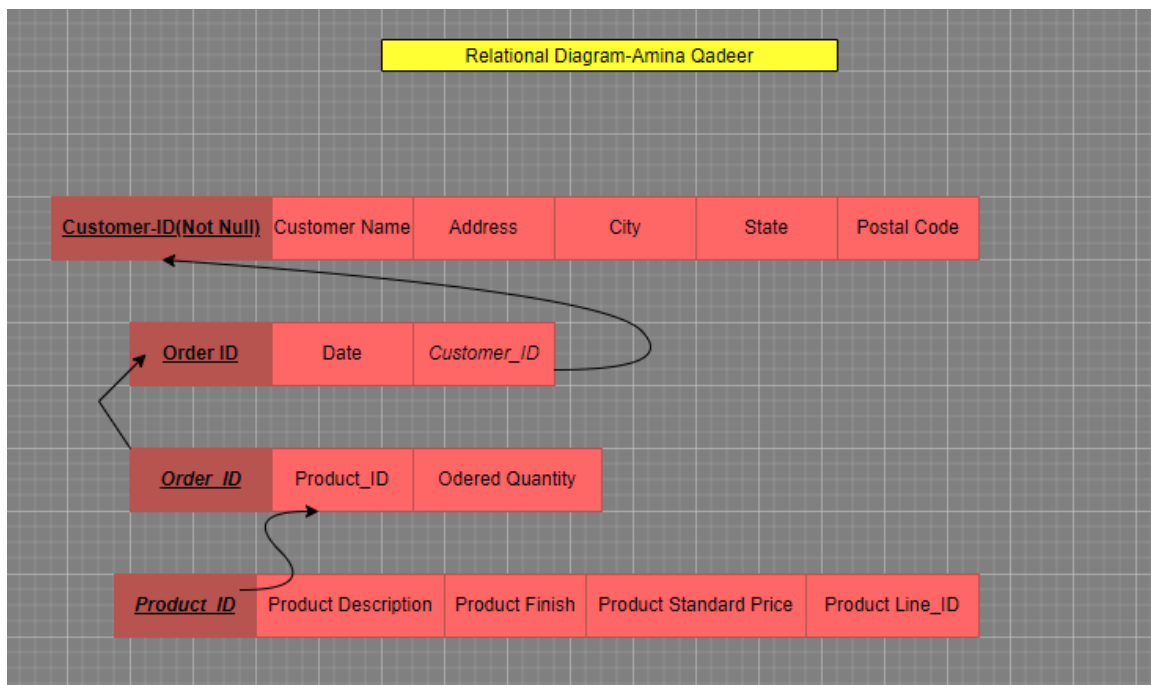 Relational Diagram-Amina Qadeer
Customer-ID(Not Null) Customer Name Address City State Postal Code
Order ID Date Customer_ID
Order_ID Product_ID Odered Quantity
Product_ID Product Description Product Finish Product Standard Price Product Line_ID